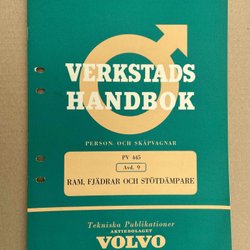 VERKSTADS
HANDBOK
PERSON- OCH SKÅPVAGNAR
PV 445
Avd. 9
RAM, FJÄDRAR OCH STÖTDÄMPARE
Tekniska Publikationer
AKTIEBOLAGET
VOLVO